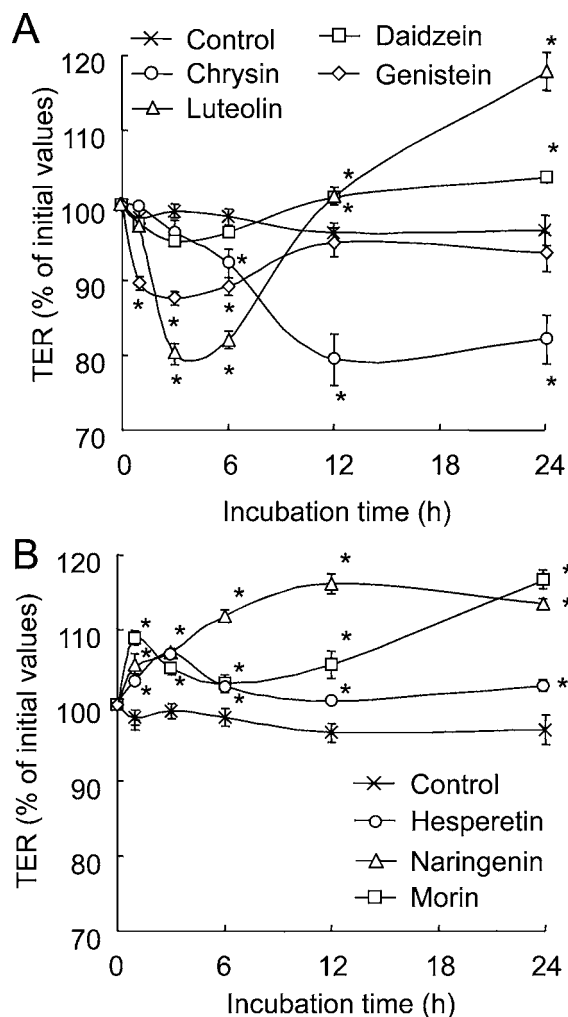 A
Control
Daidzein
Chrysin
Genistein
Luteolin
TER (% of initial values)
120
110
100
90
80
70
0 6 12 18 24
Incubation time (h)
* * * * * * * * * * * * *
B
TER (% of initial values)
120
110
100
90
80
70
Control
Hesperetin
Naringenin
Morin
0 6 12 18 24
Incubation time (h)
* * * * * * * * * * * * * *